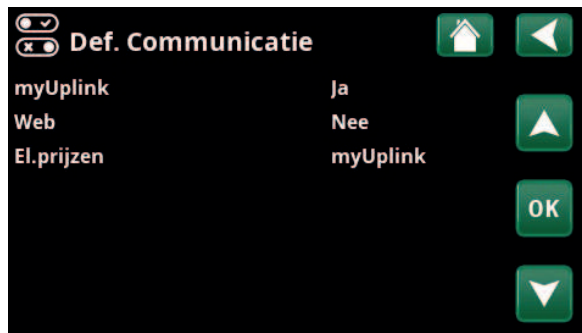 Def. Communicatie
myUplink Ja
Web Nee
El.prijzen myUplink
OK